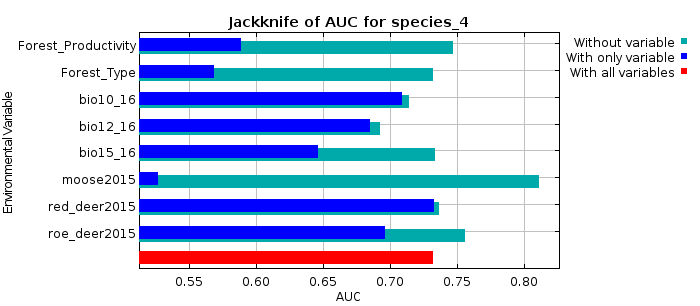 Jackknife of AUC for species_4
Environmental Variable
Forest_Productivity
Forest_Type
bio10_16
bio12_16
bio15_16
moose2015
red_deer2015
roe_deer2015
Without variable
With only variable
With all variables
0.55 0.60 0.65 0.70 0.75 0.80
AUC